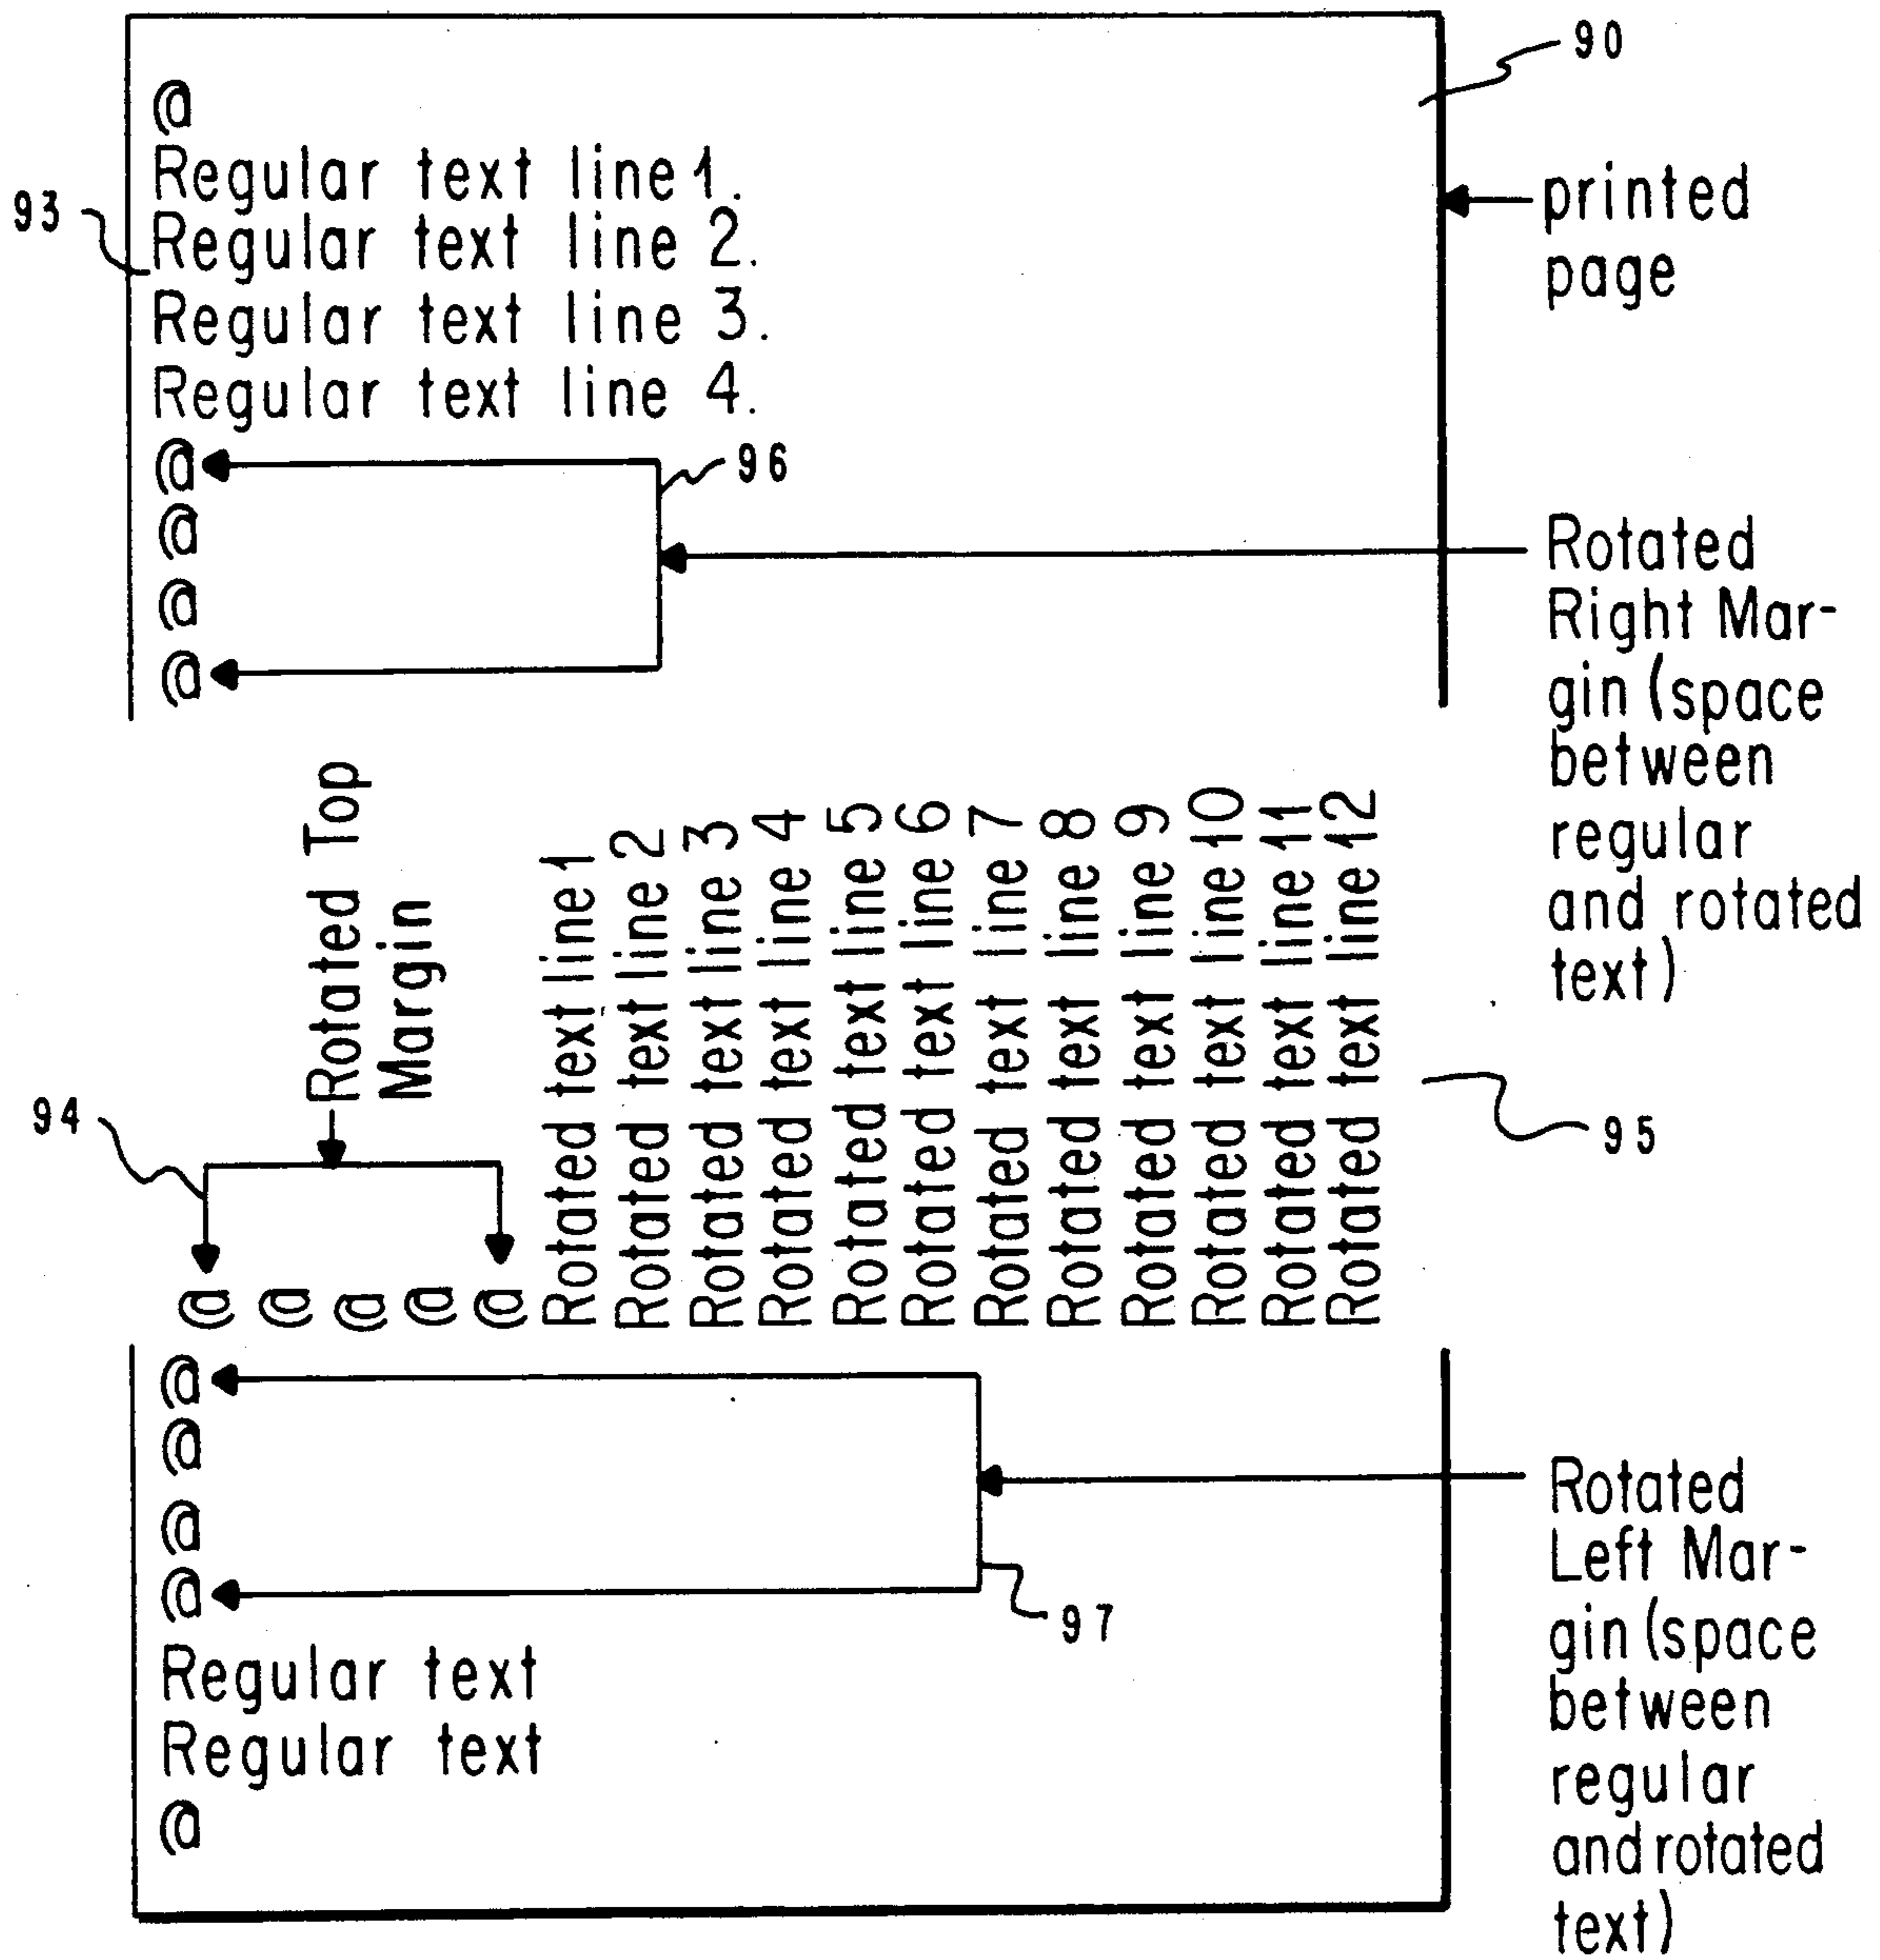 90
@
Regular text line 1.
93
Regular text line 2.
Regular text line 3.
Regular text line 4.
printed
page
@
96
@
@
@
Rotated
Right Mar-
gin (space
between
regular
and rotated
text)
94
Rotated Top
Margin
@
@
@
@
@
Rotated text line 1
Rotated text line 2
Rotated text line 3
Rotated text line 4
Rotated text line 5
Rotated text line 6
Rotated text line 7
Rotated text line 8
Rotated text line 9
Rotated text line 10
Rotated text line 11
Rotated text line 12
95
@
@
@
@
97
Rotated
Left Mar-
gin (space
between
regular
and rotated
text)
Regular text
Regular text
@